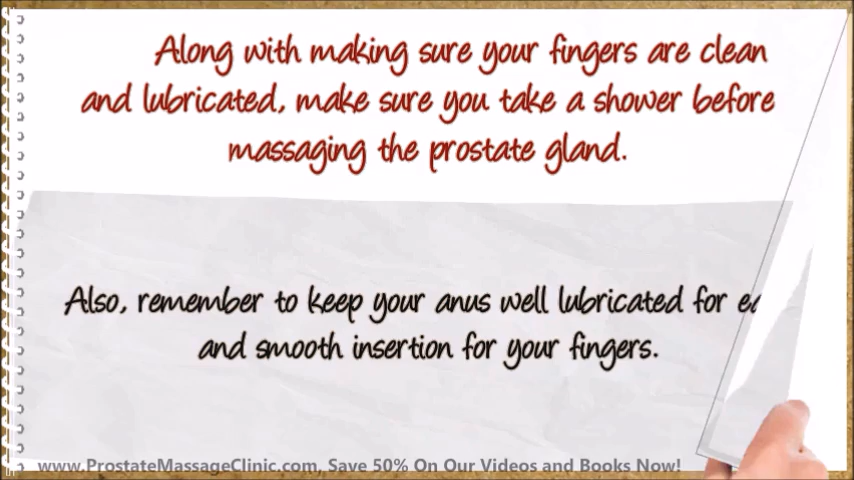 Along with making sure your fingers are clean
and lubricated, make sure you take a shower before
massaging the prostate gland.
Also, remember to keep your anus well lubricated for
and smooth insertion for your fingers.
www.ProstateMassageClinic.com, Save 50% On Our Videos and Books Now!